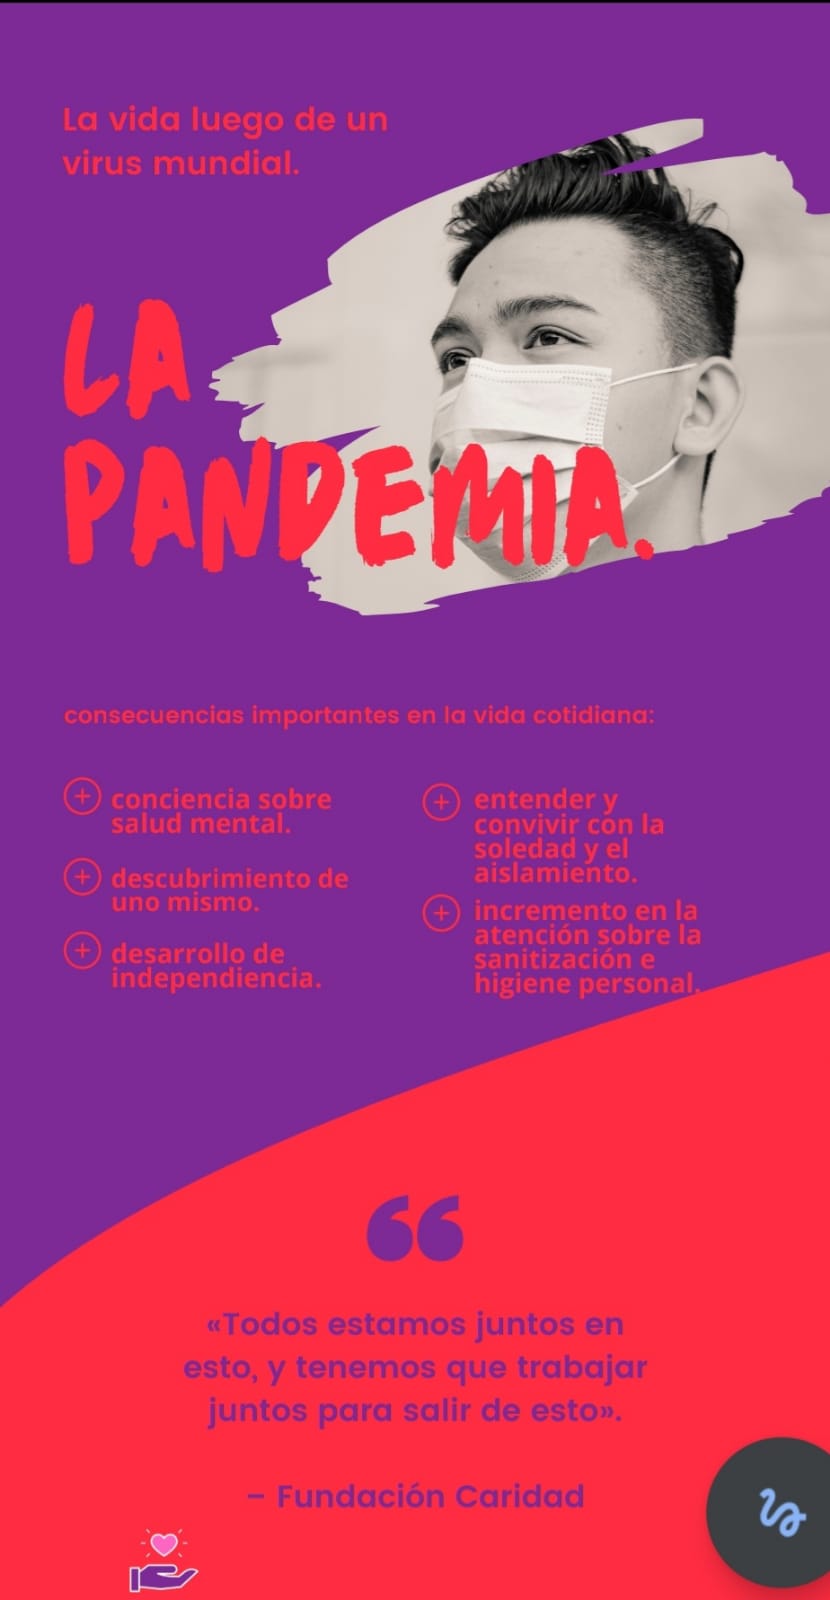 La vida luego de un
virus mundial.
LA
PANDEMIA.
consecuencias importantes en la vida cotidiana:
conciencia sobre
salud mental.
descubrimiento de
uno mismo.
desarrollo de
independiencia.
entender y
convivir con la
soledad y el
aislamiento.
incremento en la
atención sobre la
sanitización e
higiene personal.
«Todos estamos juntos en
esto, y tenemos que trabajar
juntos para salir de esto».
– Fundación Caridad